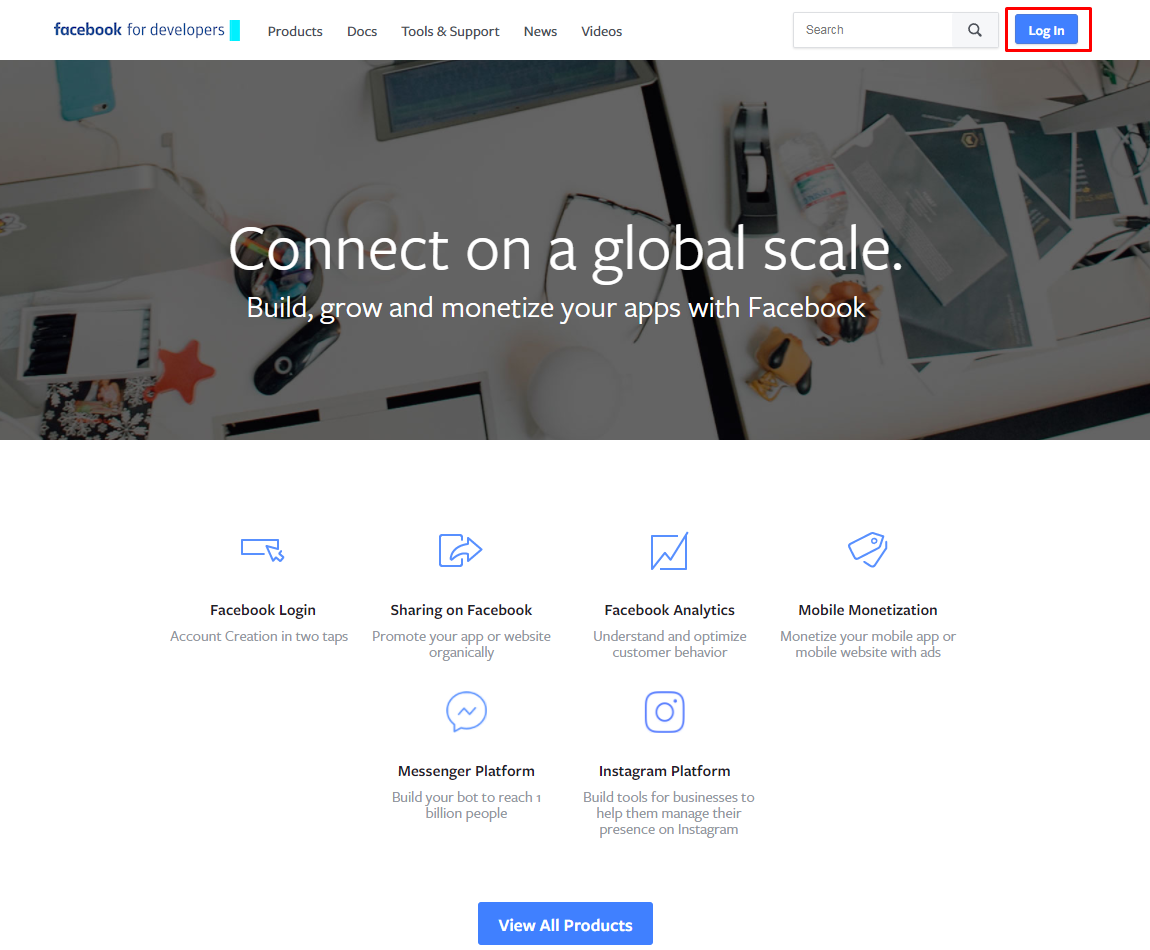 facebook for developers
Products
Docs
Tools & Support
News
Videos
Search
Log In
Connect on a global scale.
Build, grow and monetize your apps with Facebook
Facebook Login
Account Creation in two taps
Sharing on Facebook
Promote your app or website
organically
Facebook Analytics
Understand and optimize
customer behavior
Mobile Monetization
Monetize your mobile app or
mobile website with ads
Messenger Platform
Build your bot to reach 1
billion people
Instagram Platform
Build tools for businesses to
help them manage their
presence on Instagram
View All Products